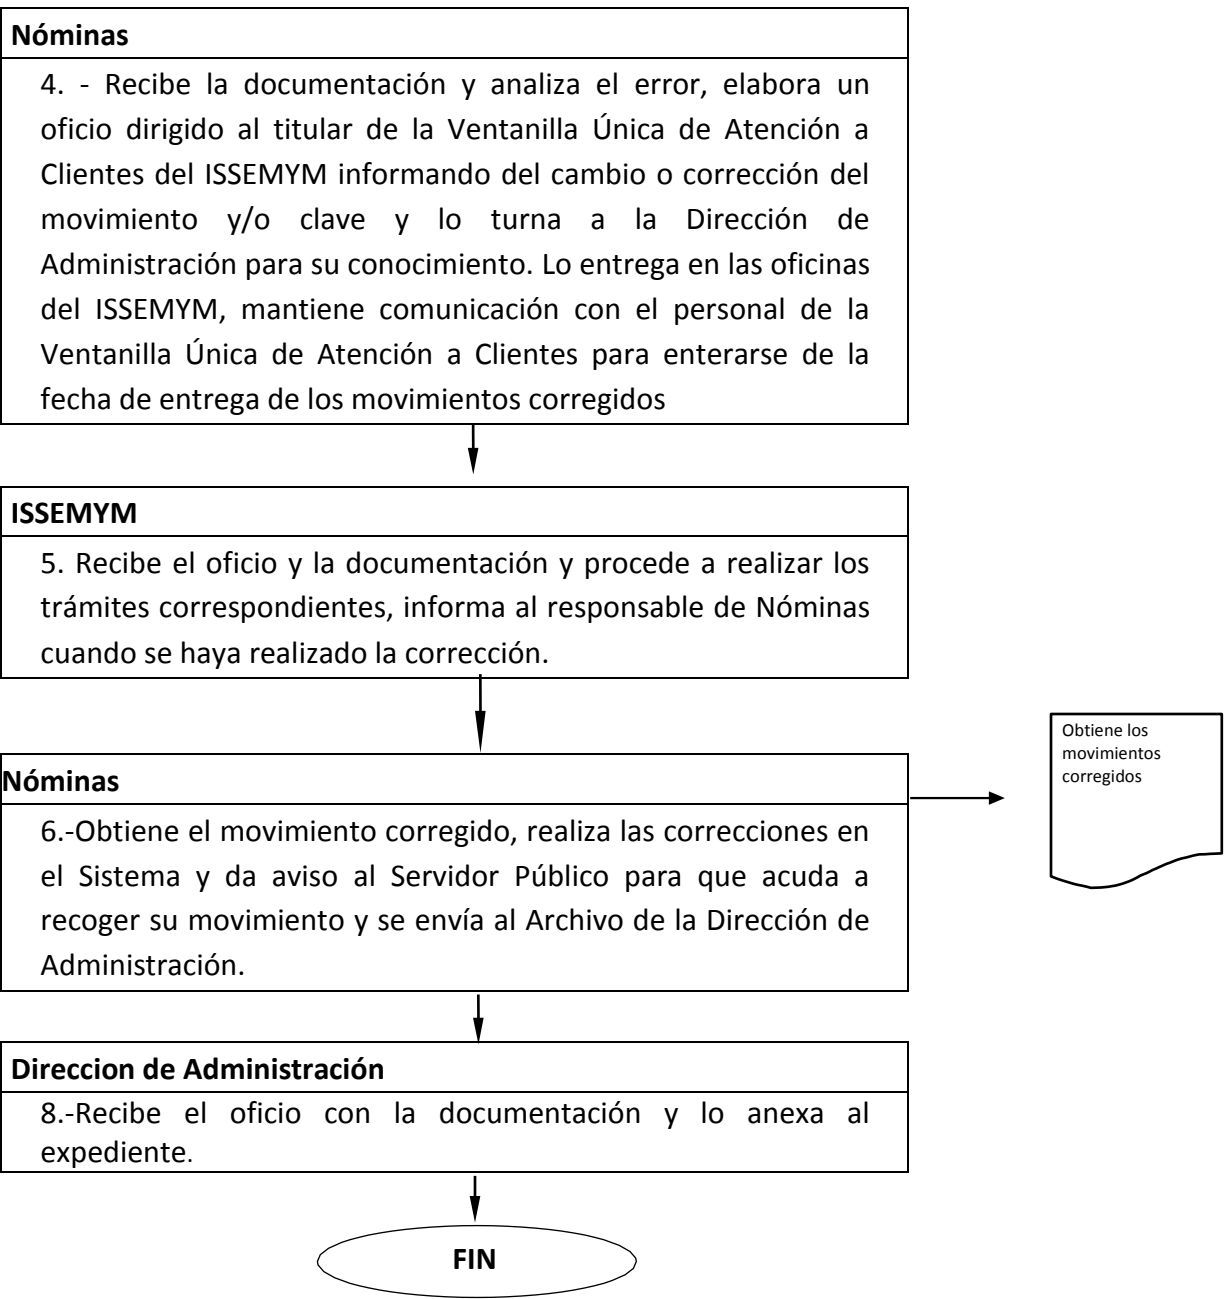 Nóminas
4. - Recibe la documentación y analiza el error, elabora un
oficio dirigido al titular de la Ventanilla Única de Atención a
Clientes del ISSEMYM informando del cambio o corrección del
movimiento y/o clave y lo turna a la Dirección de
Administración para su conocimiento. Lo entrega en las oficinas
del ISSEMYM, mantiene comunicación con el personal de la
Ventanilla Única de Atención a Clientes para enterarse de la
fecha de entrega de los movimientos corregidos
ISSEMYM
5. Recibe el oficio y la documentación y procede a realizar los
trámites correspondientes, informa al responsable de Nóminas
cuando se haya realizado la corrección.
Nóminas
6.-Obtiene el movimiento corregido, realiza las correcciones en
el Sistema y da aviso al Servidor Público para que acuda a
recoger su movimiento y se envía al Archivo de la Dirección de
Administración.
Obtiene los
movimientos
corregidos
Direccion de Administración
8.-Recibe el oficio con la documentación y lo anexa al
expediente.
FIN